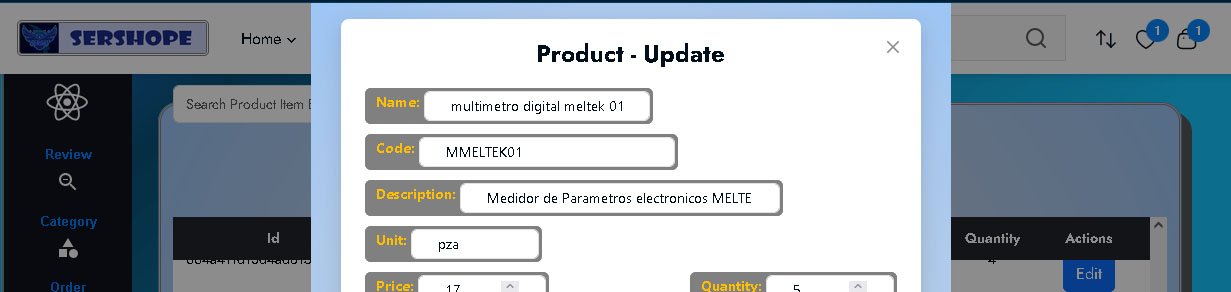 SERSHOPE
Home
1
1
Product - Update
Search Product Item
Name: multimetro digital meltek 01
Code: MMELTEK01
Review
Description: Medidor de Parametros electronicos MELTE
Category
Unit: pza
Id
Quantity
Actions
4
Edit
Order
Price: 17
Quantity: 5